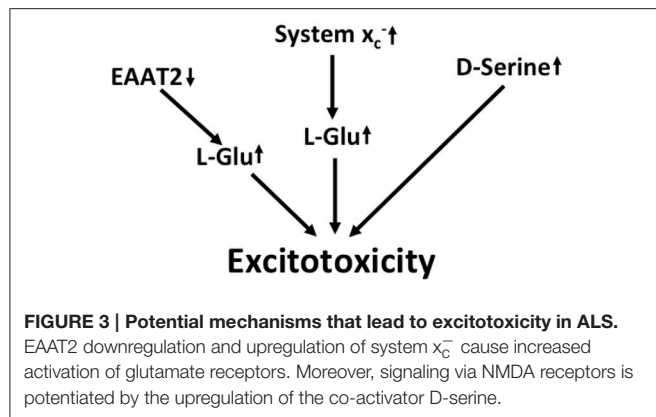 System x_c^-↑
EAAT2↓
D-Serine↑
L-Glu↑
L-Glu↑
Excitotoxicity
FIGURE 3 | Potential mechanisms that lead to excitotoxicity in ALS.
EAAT2 downregulation and upregulation of system x_c^- cause increased
activation of glutamate receptors. Moreover, signaling via NMDA receptors is
potentiated by the upregulation of the co-activator D-serine.